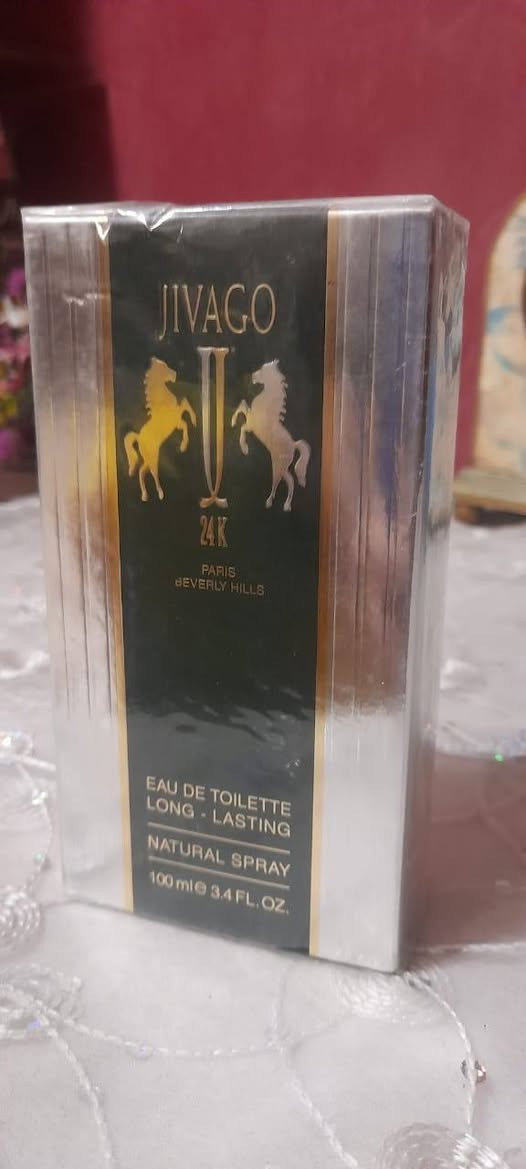 JIVAGO
24K
PARIS
BEVERLY HILLS
EAU DE TOILETTE
LONG - LASTING
NATURAL SPRAY
100 ml ℮ 3.4 FL. OZ.